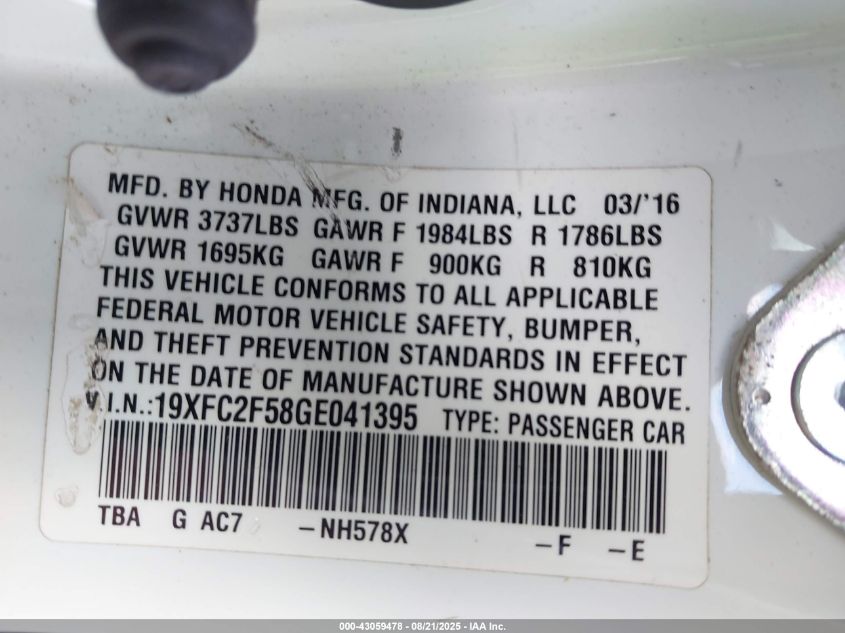 MFD. BY HONDA MFG. OF INDIANA, LLC 03/'16
GVWR 3737LBS GAWR F 1984LBS R 1786LBS
GVWR 1695KG GAWR F 900KG R 810KG
THIS VEHICLE CONFORMS TO ALL APPLICABLE
FEDERAL MOTOR VEHICLE SAFETY, BUMPER,
AND THEFT PREVENTION STANDARDS IN EFFECT
ON THE DATE OF MANUFACTURE SHOWN ABOVE.
V.I.N.:19XFC2F58GE041395 TYPE: PASSENGER CAR
TBA G AC7 -NH578X -F -E
000-43059478 - 08/21/2025 - IAA Inc.